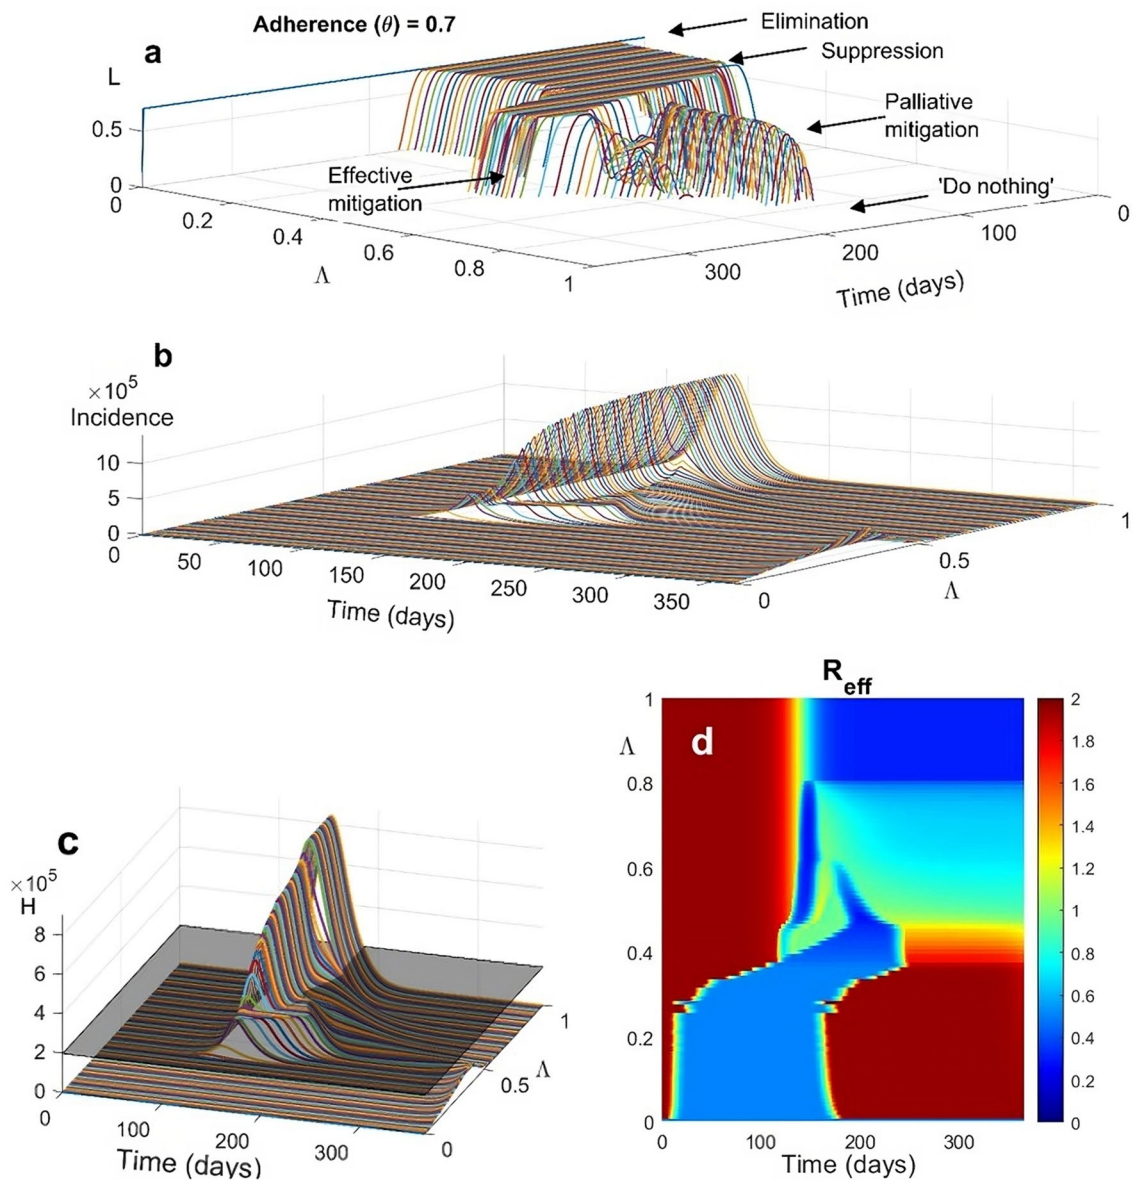 Adherence (θ) = 0.7
a
L
0.5
0
0
0.2
0.4
0.6
0.8
1
Λ
Elimination
Suppression
Palliative
mitigation
Effective
mitigation
'Do nothing'
0
100
200
300
Time (days)
b
×10⁵
Incidence
10
5
0
0
50
100
150
200
250
300
350
Time (days)
0
0.5
1
Λ
c
×10⁵
H
8
6
4
2
0
0
100
200
300
Time (days)
0
0.5
1
Λ
R_eff
d
Λ
1
0.8
0.6
0.4
0.2
0
0
100
200
300
Time (days)
2
1.8
1.6
1.4
1.2
1
0.8
0.6
0.4
0.2
0